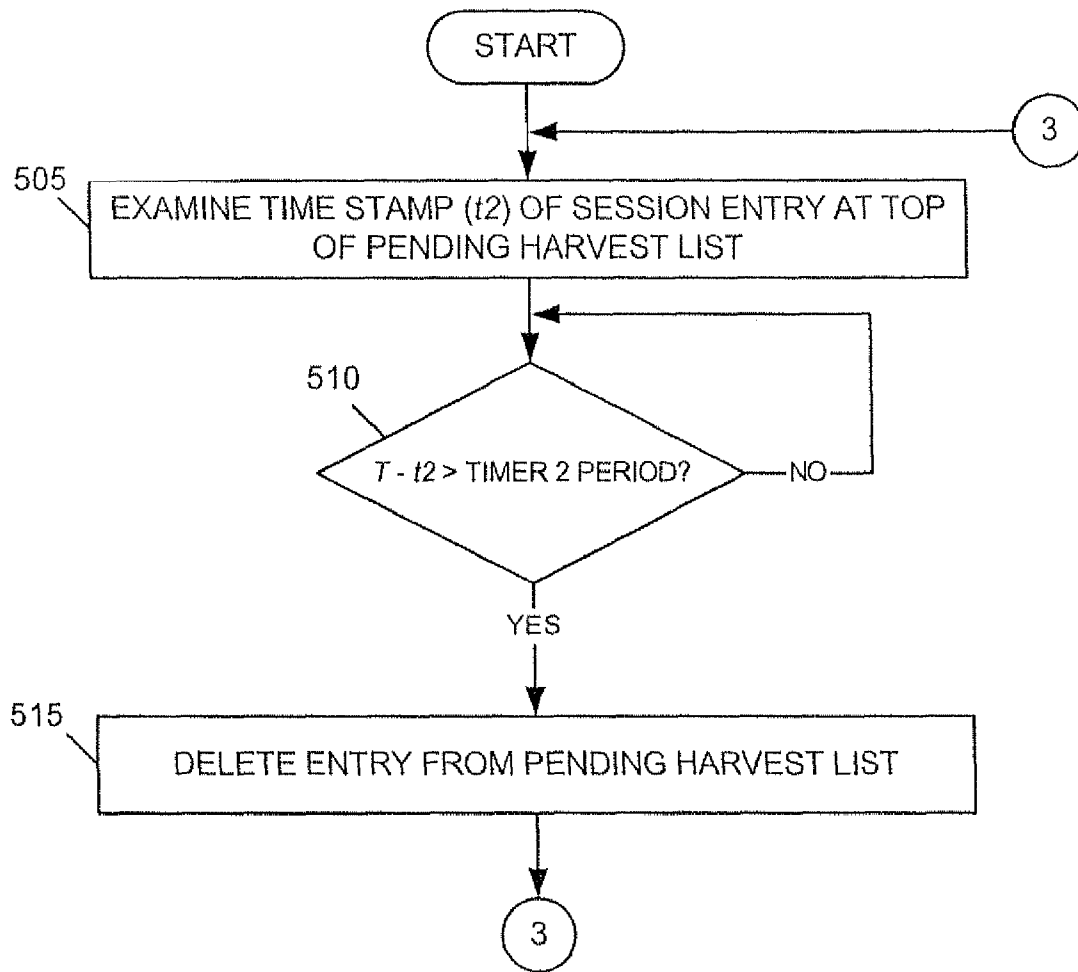 START
3
505
EXAMINE TIME STAMP (t2) OF SESSION ENTRY AT TOP
OF PENDING HARVEST LIST
510
T - t2 > TIMER 2 PERIOD?
NO
YES
515
DELETE ENTRY FROM PENDING HARVEST LIST
3